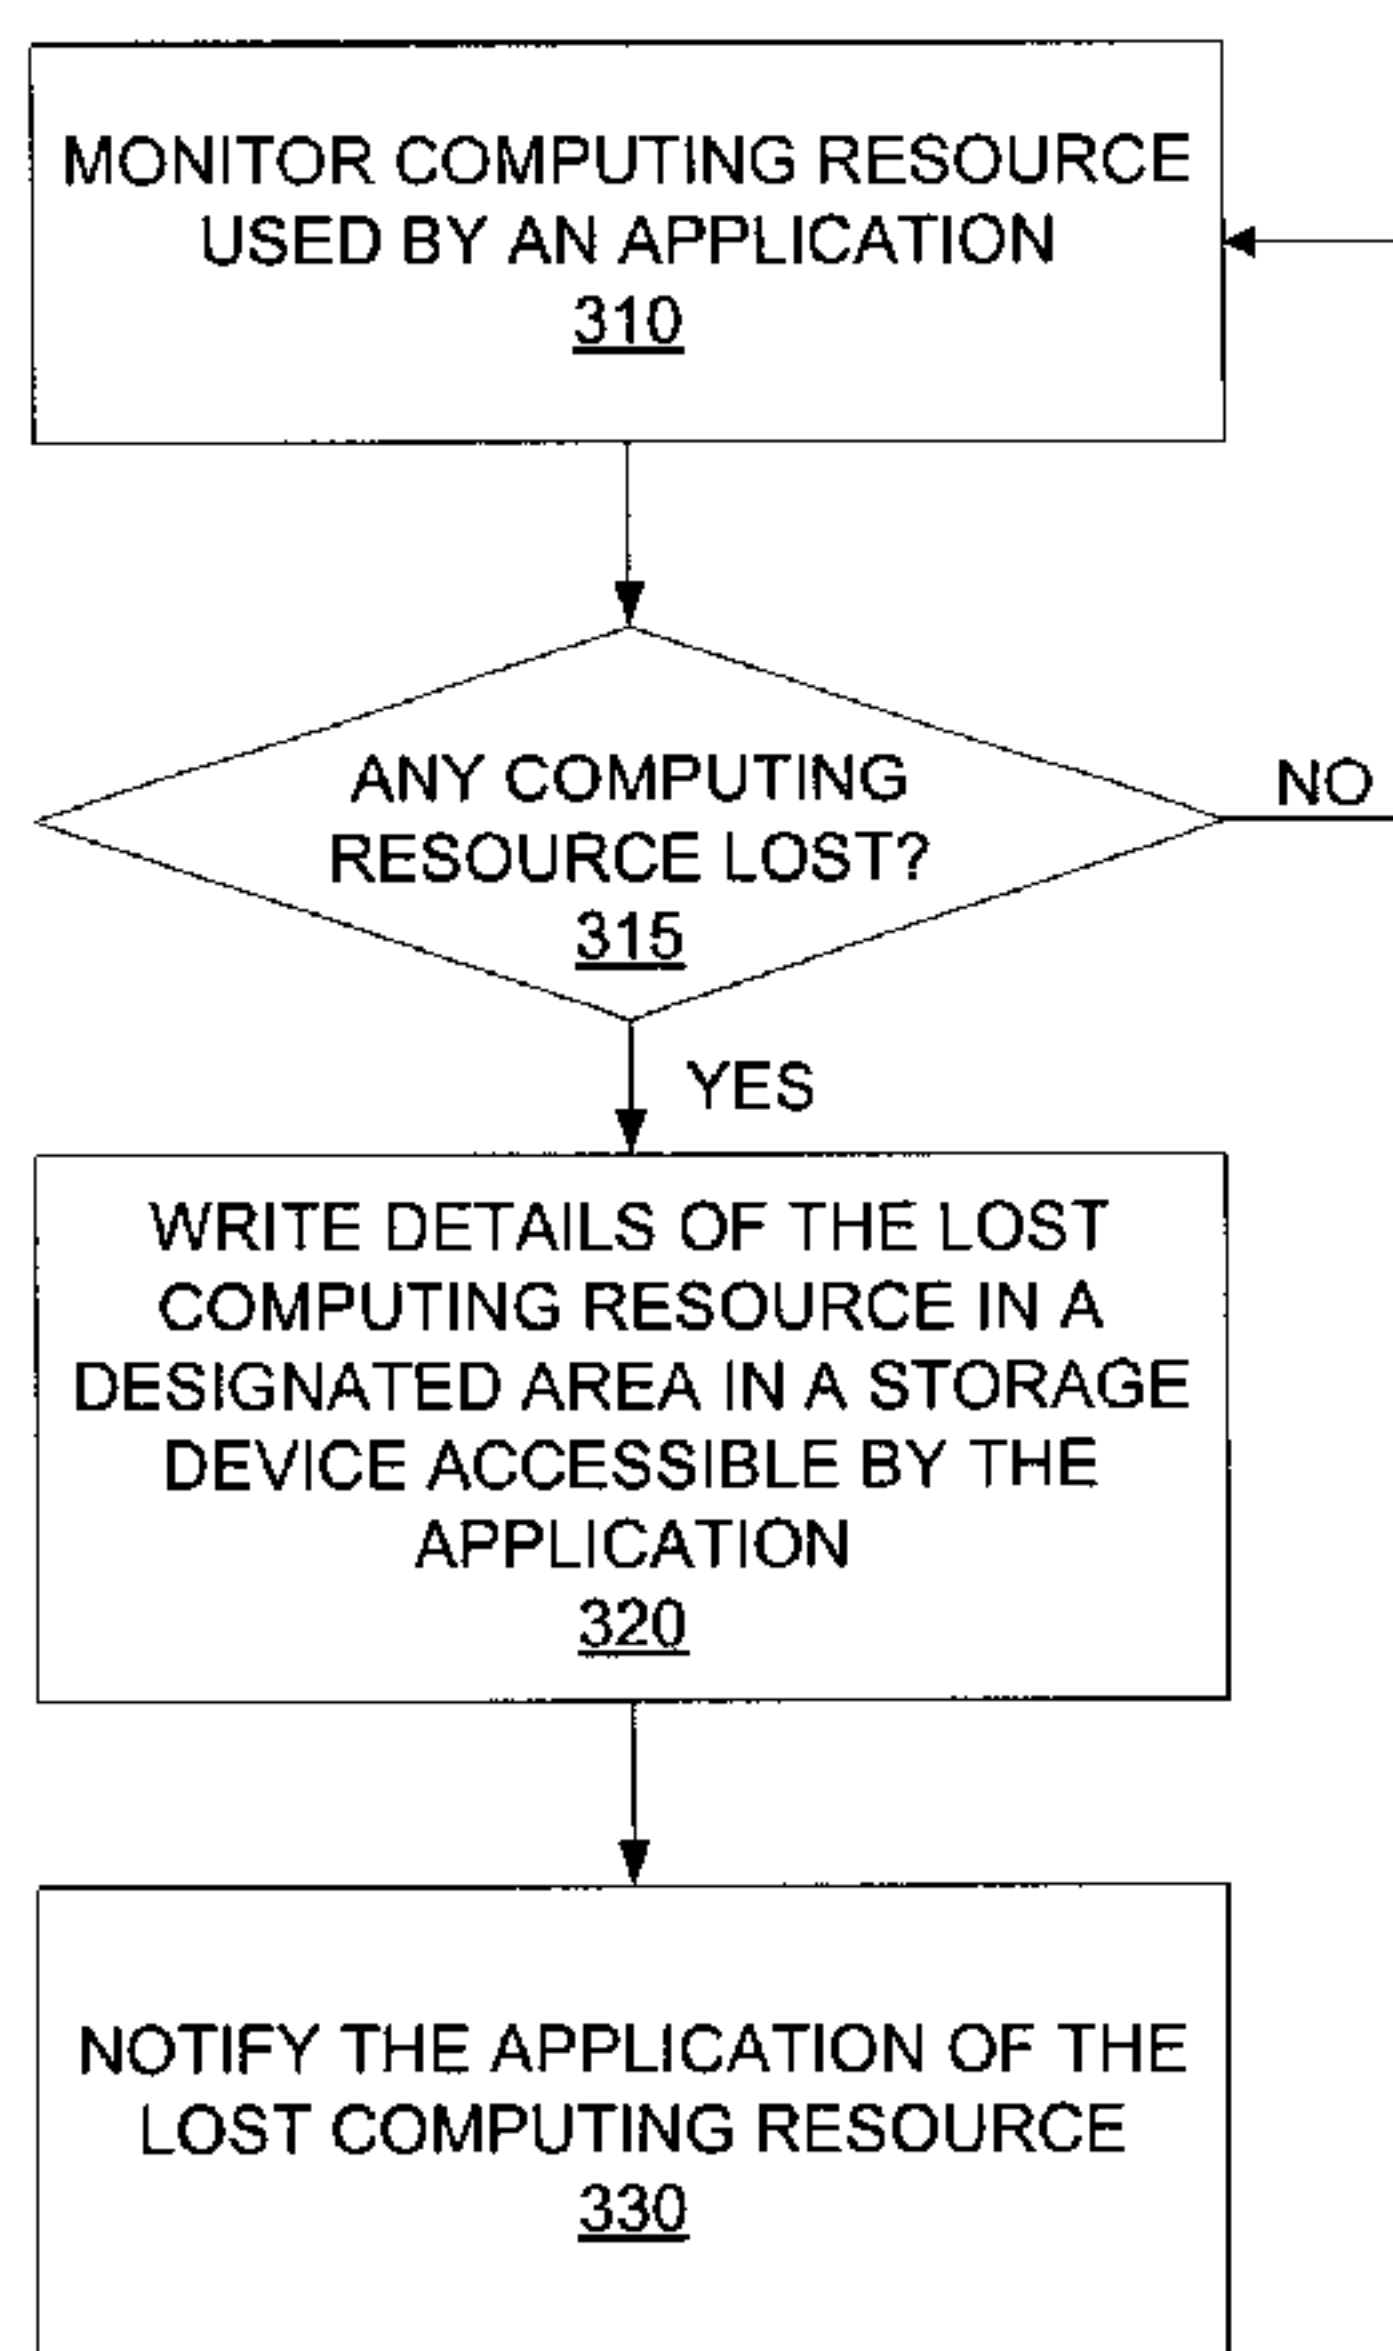 MONITOR COMPUTING RESOURCE
USED BY AN APPLICATION
310
ANY COMPUTING
RESOURCE LOST?
315
NO
YES
WRITE DETAILS OF THE LOST
COMPUTING RESOURCE IN A
DESIGNATED AREA IN A STORAGE
DEVICE ACCESSIBLE BY THE
APPLICATION
320
NOTIFY THE APPLICATION OF THE
LOST COMPUTING RESOURCE
330